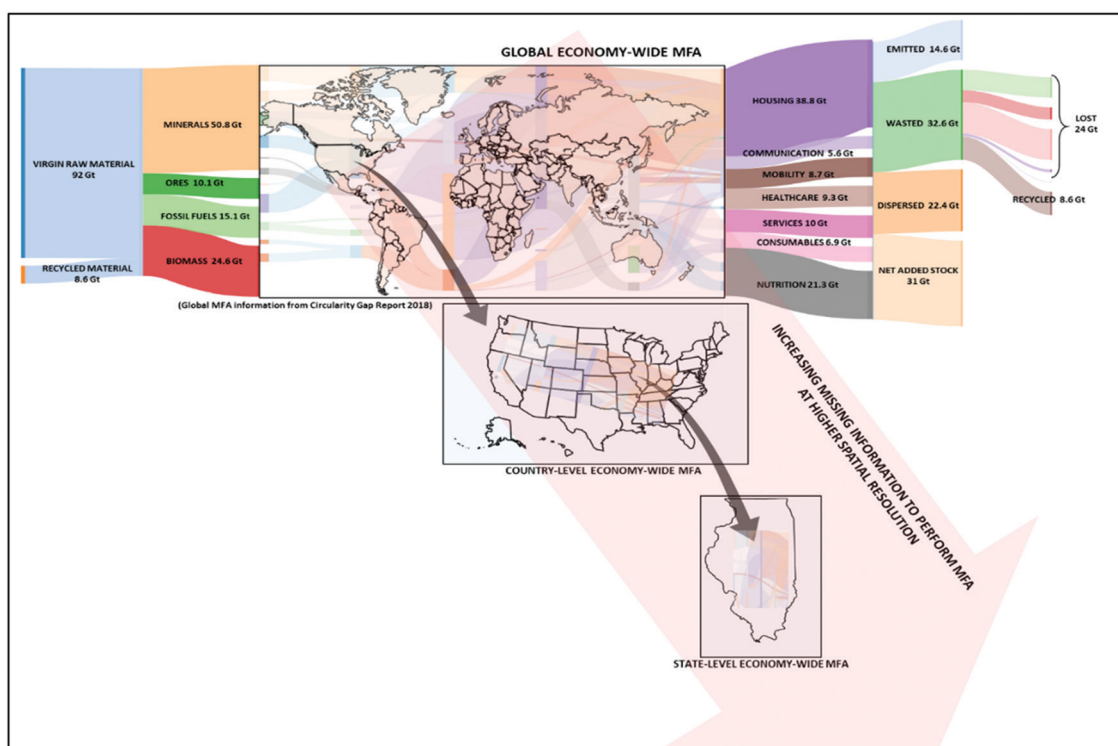 GLOBAL ECONOMY-WIDE MFA
VIRGIN RAW MATERIAL
92 Gt
RECYCLED MATERIAL
8.6 Gt
MINERALS 50.8 Gt
ORES 10.1 Gt
FOSSIL FUELS 15.1 Gt
BIOMASS 24.6 Gt
(Global MFA information from Circularity Gap Report 2018)
HOUSING 38.8 Gt
COMMUNICATION 5.6 Gt
MOBILITY 8.7 Gt
HEALTHCARE 9.3 Gt
SERVICES 10 Gt
CONSUMABLES 6.9 Gt
NUTRITION 21.3 Gt
EMITTED 14.6 Gt
WASTED 32.6 Gt
DISPERSED 22.4 Gt
NET ADDED STOCK
31 Gt
LOST
24 Gt
RECYCLED 8.6 Gt
COUNTRY-LEVEL ECONOMY-WIDE MFA
INCREASING MISSING INFORMATION TO PERFORM MFA
AT HIGHER SPATIAL RESOLUTION
STATE-LEVEL ECONOMY-WIDE MFA